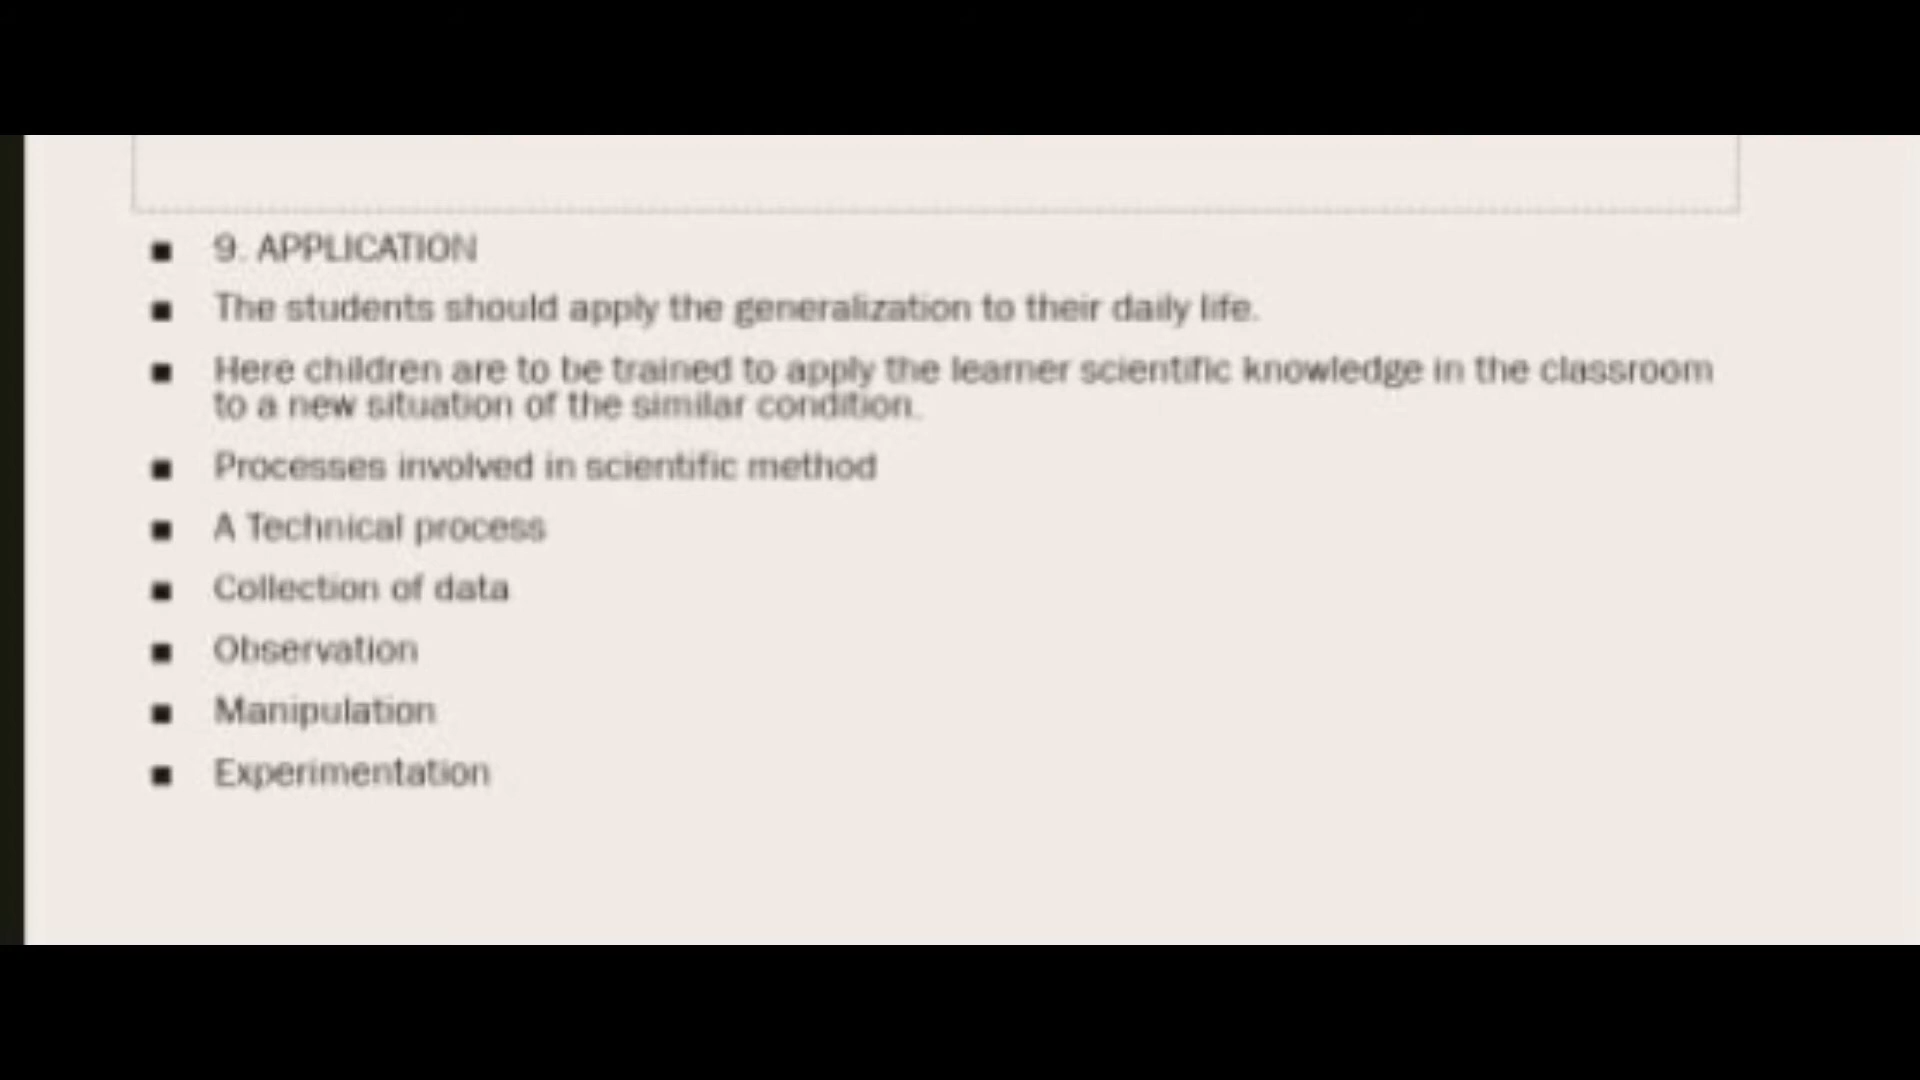 ■ 9. APPLICATION
■ The students should apply the generalization to their daily life.
■ Here children are to be trained to apply the learner scientific knowledge in the classroom
to a new situation of the similar condition.
■ Processes involved in scientific method
■ A Technical process
■ Collection of data
■ Observation
■ Manipulation
■ Experimentation